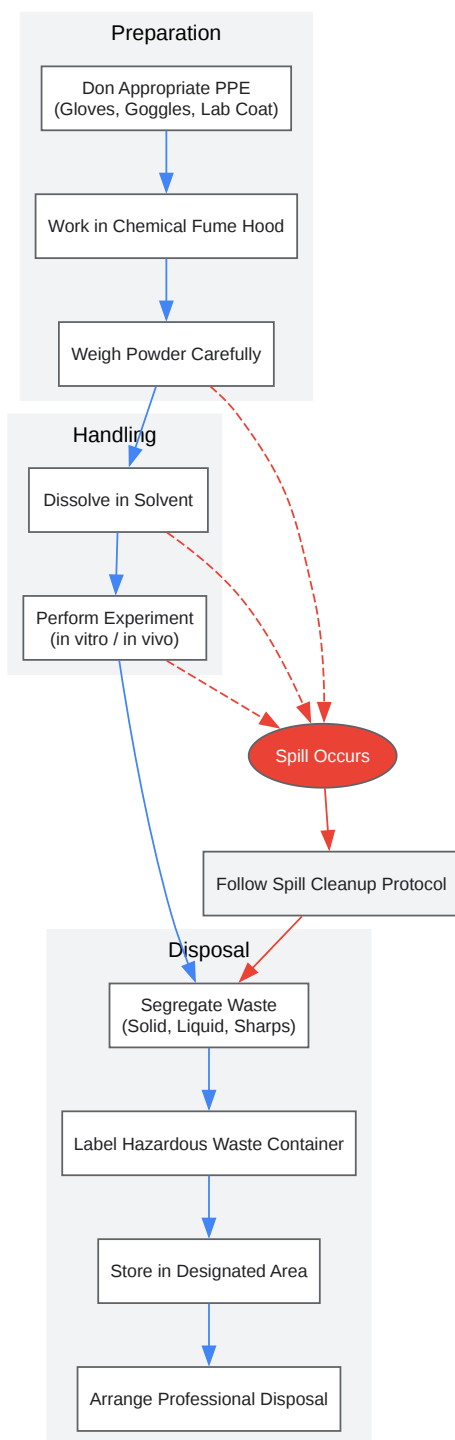 Preparation
Don Appropriate PPE
(Gloves, Goggles, Lab Coat)
Work in Chemical Fume Hood
Weigh Powder Carefully
Handling
Dissolve in Solvent
Perform Experiment
(in vitro / in vivo)
Spill Occurs
Follow Spill Cleanup Protocol
Disposal
Segregate Waste
(Solid, Liquid, Sharps)
Label Hazardous Waste Container
Store in Designated Area
Arrange Professional Disposal